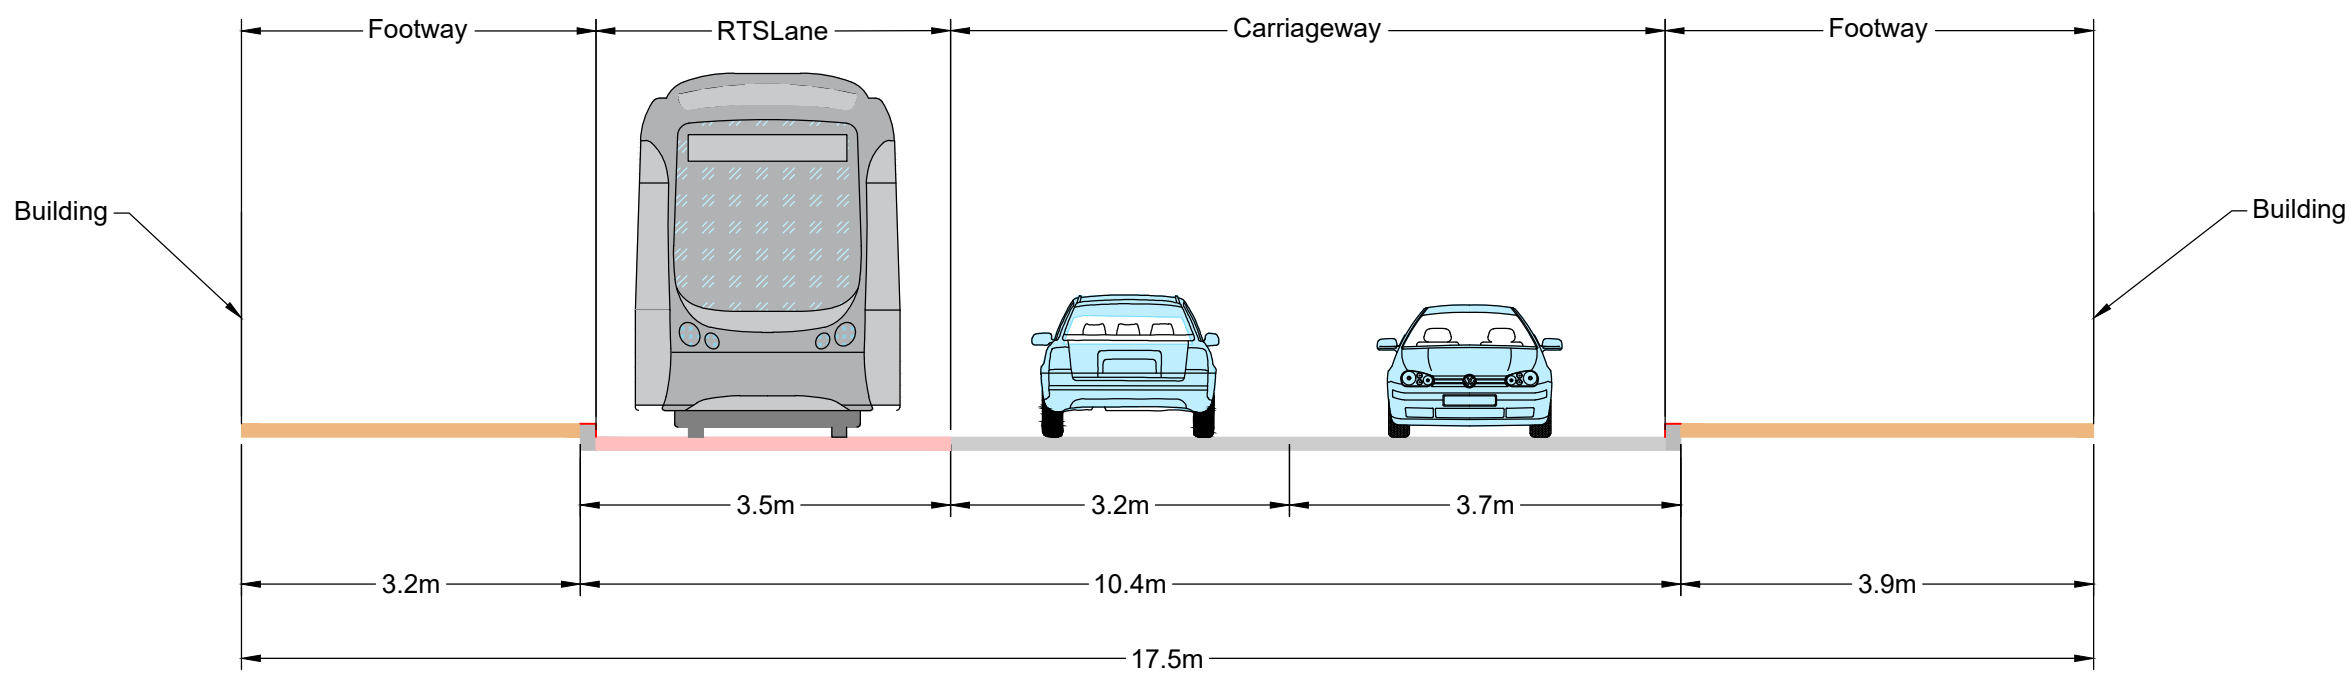 Footway
RTSLane
Carriageway
Footway
Building
Building
3.5m
3.2m
3.7m
3.2m
10.4m
3.9m
17.5m